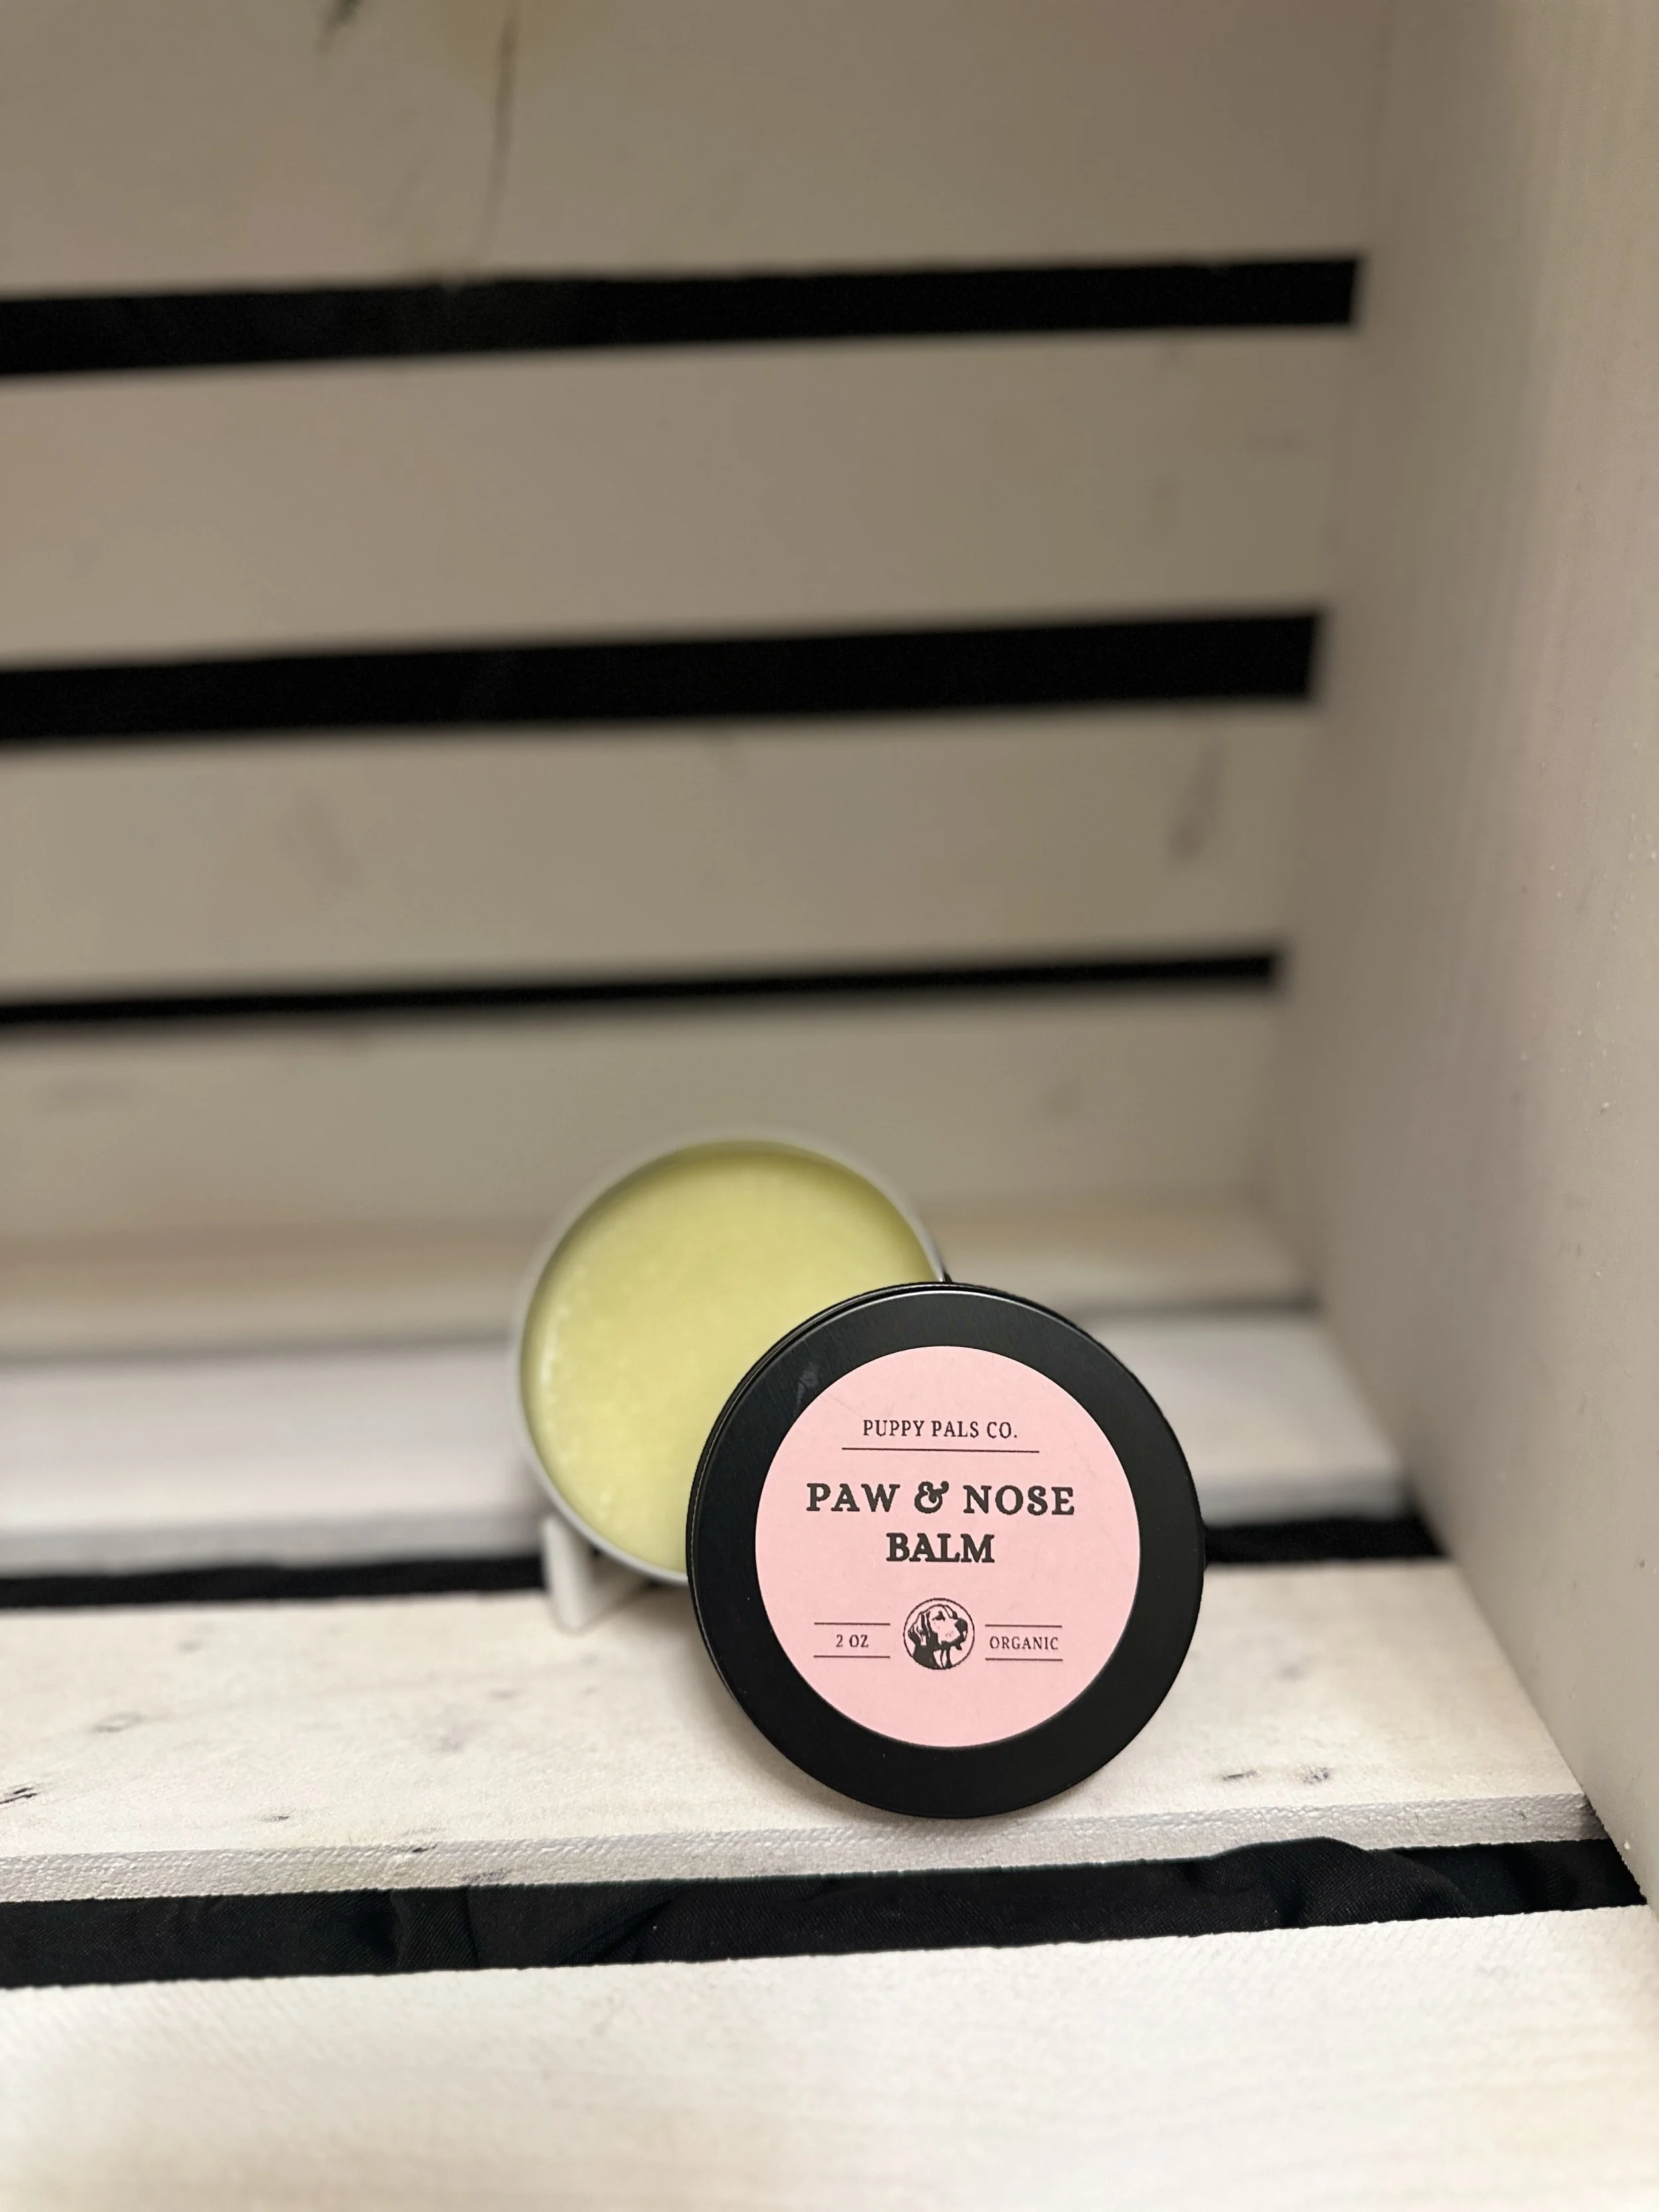 PUPPY PALS CO.
PAW & NOSE
BALM
2 OZ ORGANIC